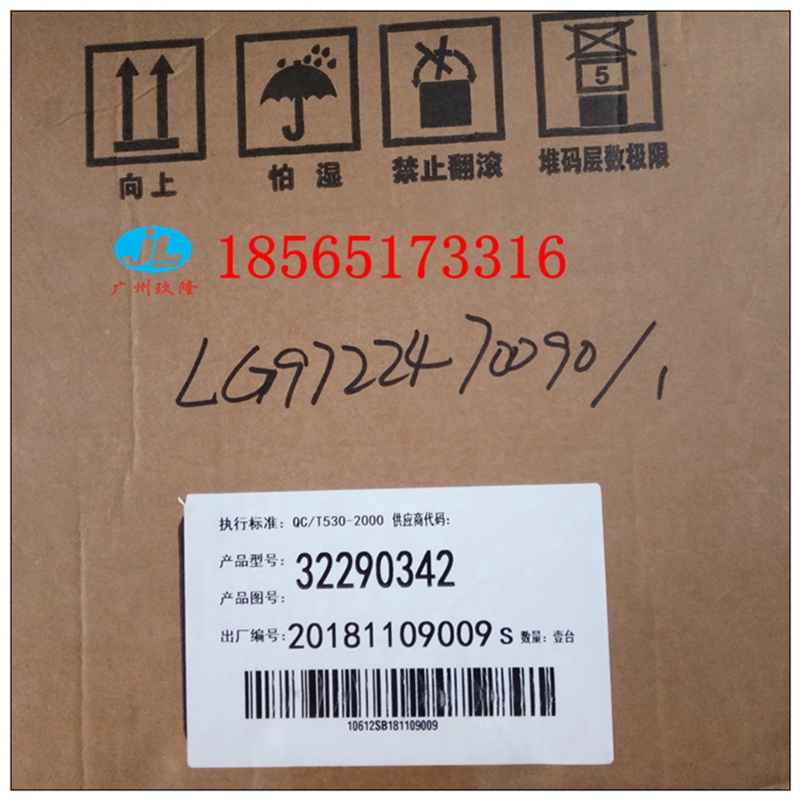 5
向上
怕湿
禁止翻滚
堆码层数极限
JL
广州玖隆
18565173316
LG9722470090/1
执行标准: QC/T530-2000 供应商代码:
产品型号: 32290342
产品图号:
出厂编号: 20181109009 s 数量: 壹台
10612SB181109009